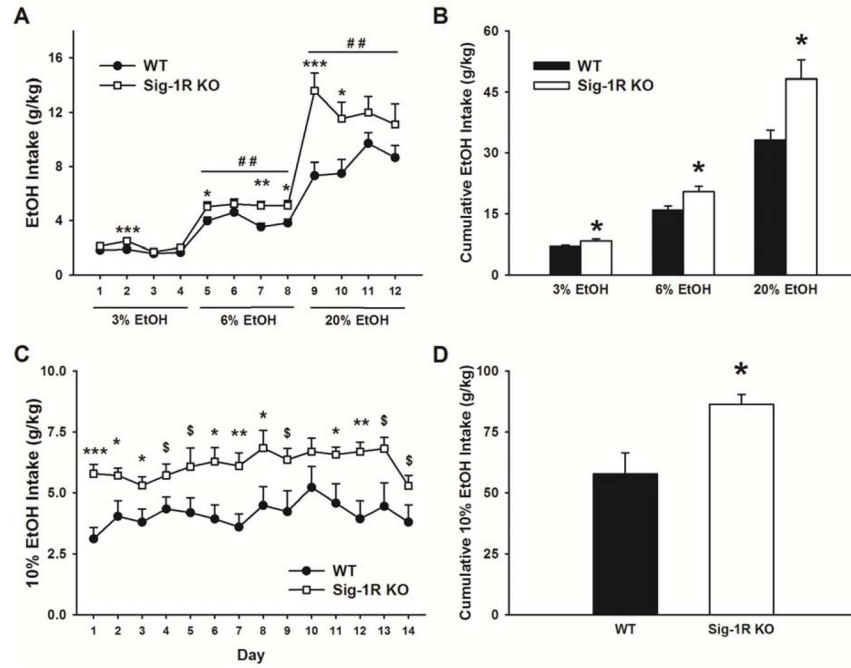 A
EtOH Intake (g/kg)
16
12
8
4
0
WT
Sig-1R KO
***
*
# #
**
*
***
*
# #
1 2 3 4 5 6 7 8 9 10 11 12
3% EtOH 6% EtOH 20% EtOH
B
Cumulative EtOH Intake (g/kg)
60
45
30
15
0
WT
Sig-1R KO
*
*
*
3% EtOH 6% EtOH 20% EtOH
C
10% EtOH Intake (g/kg)
10.0
7.5
5.0
2.5
0.0
*** * * $ $ * ** * $ * ** $ $
WT
Sig-1R KO
1 2 3 4 5 6 7 8 9 10 11 12 13 14
Day
D
Cumulative 10% EtOH Intake (g/kg)
100
75
50
25
0
*
WT Sig-1R KO